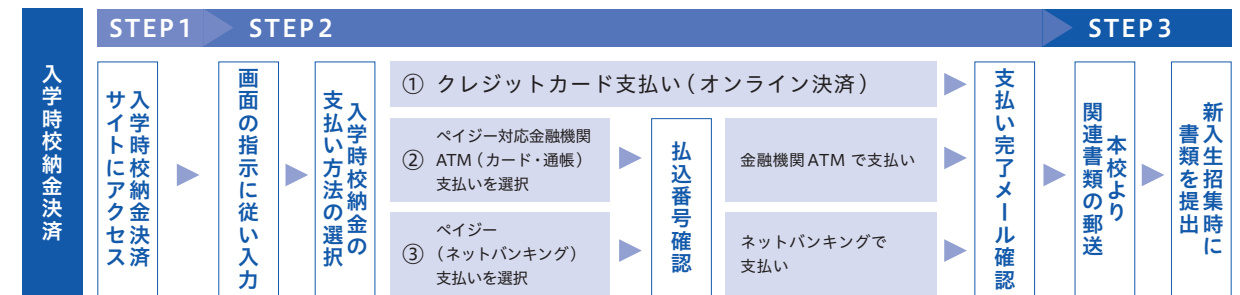 STEP1
STEP2
STEP3
入学時校納金決済
入学時校納金決済
サイトにアクセス
画面の指示に従い入力
入学時校納金の
支払い方法の選択
① クレジットカード支払い(オンライン決済)
② ペイジー対応金融機関
ATM(カード・通帳)
支払いを選択
③ ペイジー
(ネットバンキング)
支払いを選択
払込番号確認
金融機関ATM で支払い
ネットバンキングで
支払い
支払い完了メール確認
本校より
関連書類の郵送
新入生招集時に
書類を提出